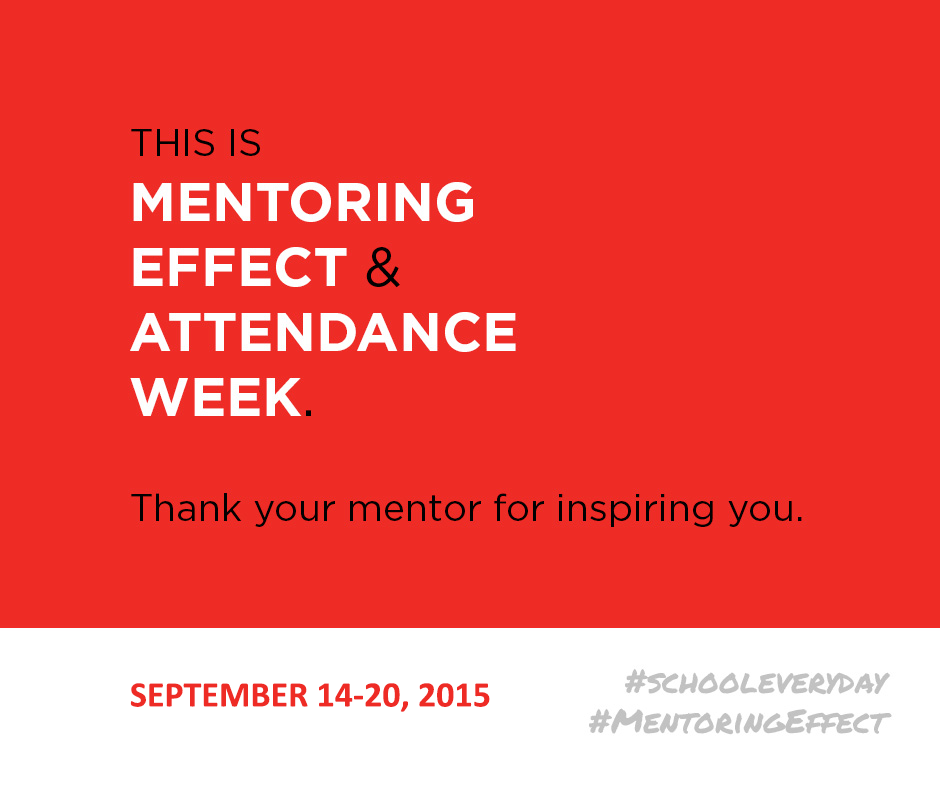 THIS IS
MENTORING
EFFECT &
ATTENDANCE
WEEK.
Thank your mentor for inspiring you.
SEPTEMBER 14-20, 2015
#SCHOOLEVERYDAY
#MENTORINGEFFECT